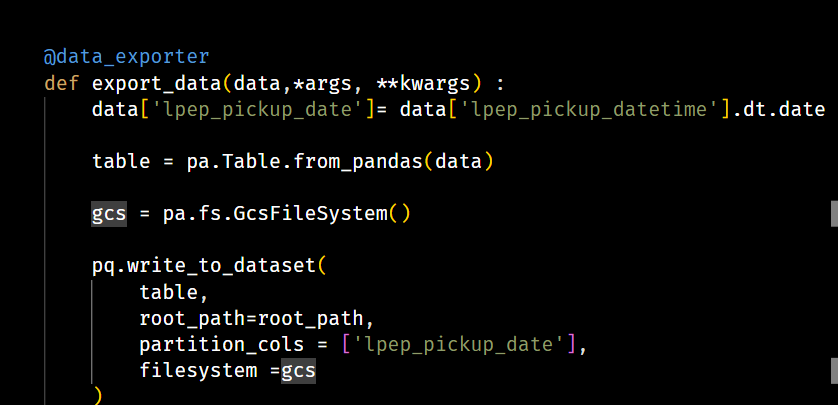 @data_exporter
def export_data(data,*args, **kwargs) :
data['lpep_pickup_date']= data['lpep_pickup_datetime'].dt.date
table = pa.Table.from_pandas(data)
gcs = pa.fs.GcsFileSystem()
pq.write_to_dataset(
table,
root_path=root_path,
partition_cols = ['lpep_pickup_date'],
filesystem =gcs
)